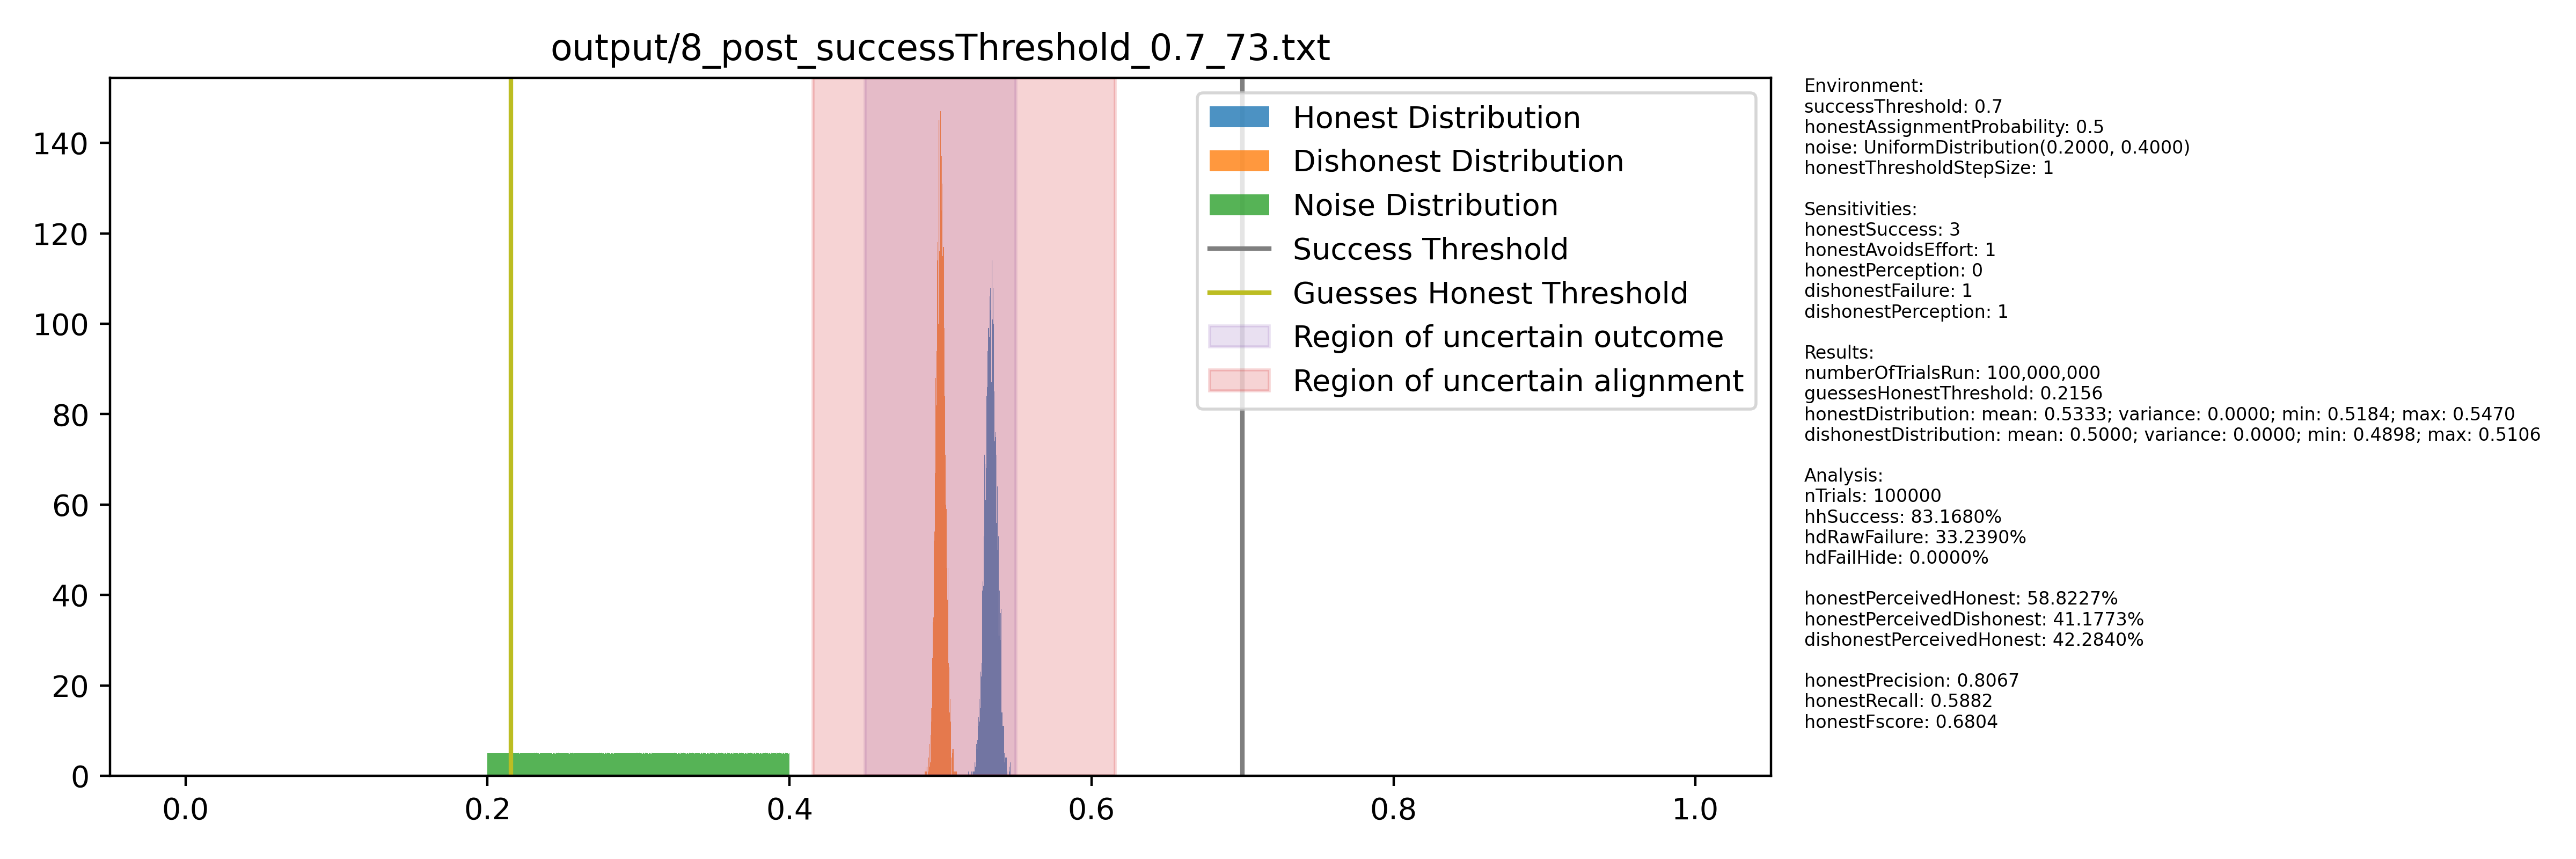 output/8_post_successThreshold_0.7_73.txt
140
120
100
80
60
40
20
0
0.0
0.2
0.4
0.6
0.8
1.0
Honest Distribution
Dishonest Distribution
Noise Distribution
Success Threshold
Guesses Honest Threshold
Region of uncertain outcome
Region of uncertain alignment
Environment:
successThreshold: 0.7
honestAssignmentProbability: 0.5
noise: UniformDistribution(0.2000, 0.4000)
honestThresholdStepSize: 1
Sensitivities:
honestSuccess: 3
honestAvoidsEffort: 1
honestPerception: 0
dishonestFailure: 1
dishonestPerception: 1
Results:
numberOfTrialsRun: 100,000,000
guessesHonestThreshold: 0.2156
honestDistribution: mean: 0.5333; variance: 0.0000; min: 0.5184; max: 0.5470
dishonestDistribution: mean: 0.5000; variance: 0.0000; min: 0.4898; max: 0.5106
Analysis:
nTrials: 100000
hhSuccess: 83.1680%
hdRawFailure: 33.2390%
hdFailHide: 0.0000%
honestPerceivedHonest: 58.8227%
honestPerceivedDishonest: 41.1773%
dishonestPerceivedHonest: 42.2840%
honestPrecision: 0.8067
honestRecall: 0.5882
honestFscore: 0.6804